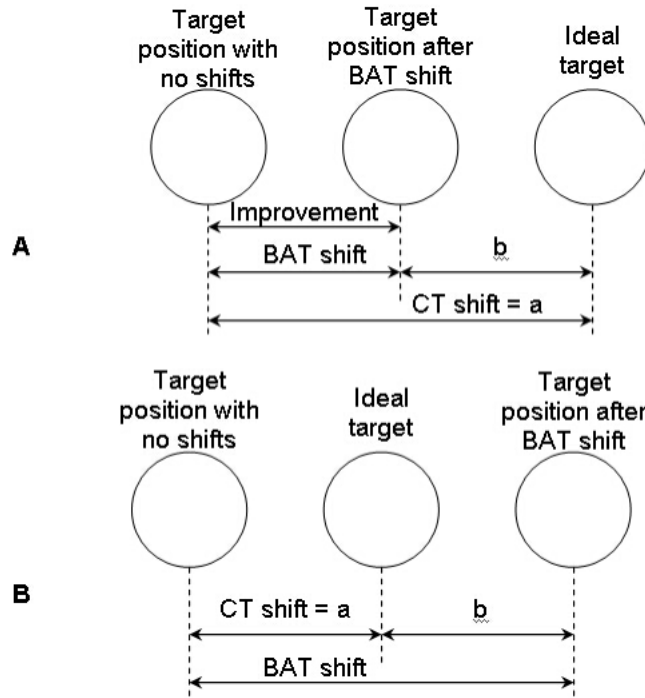 Target
position with
no shifts
Target
position after
BAT shift
Ideal
target
Improvement
A
BAT shift
b
CT shift = a
Target
position with
no shifts
Ideal
target
Target
position after
BAT shift
B
CT shift = a
b
BAT shift